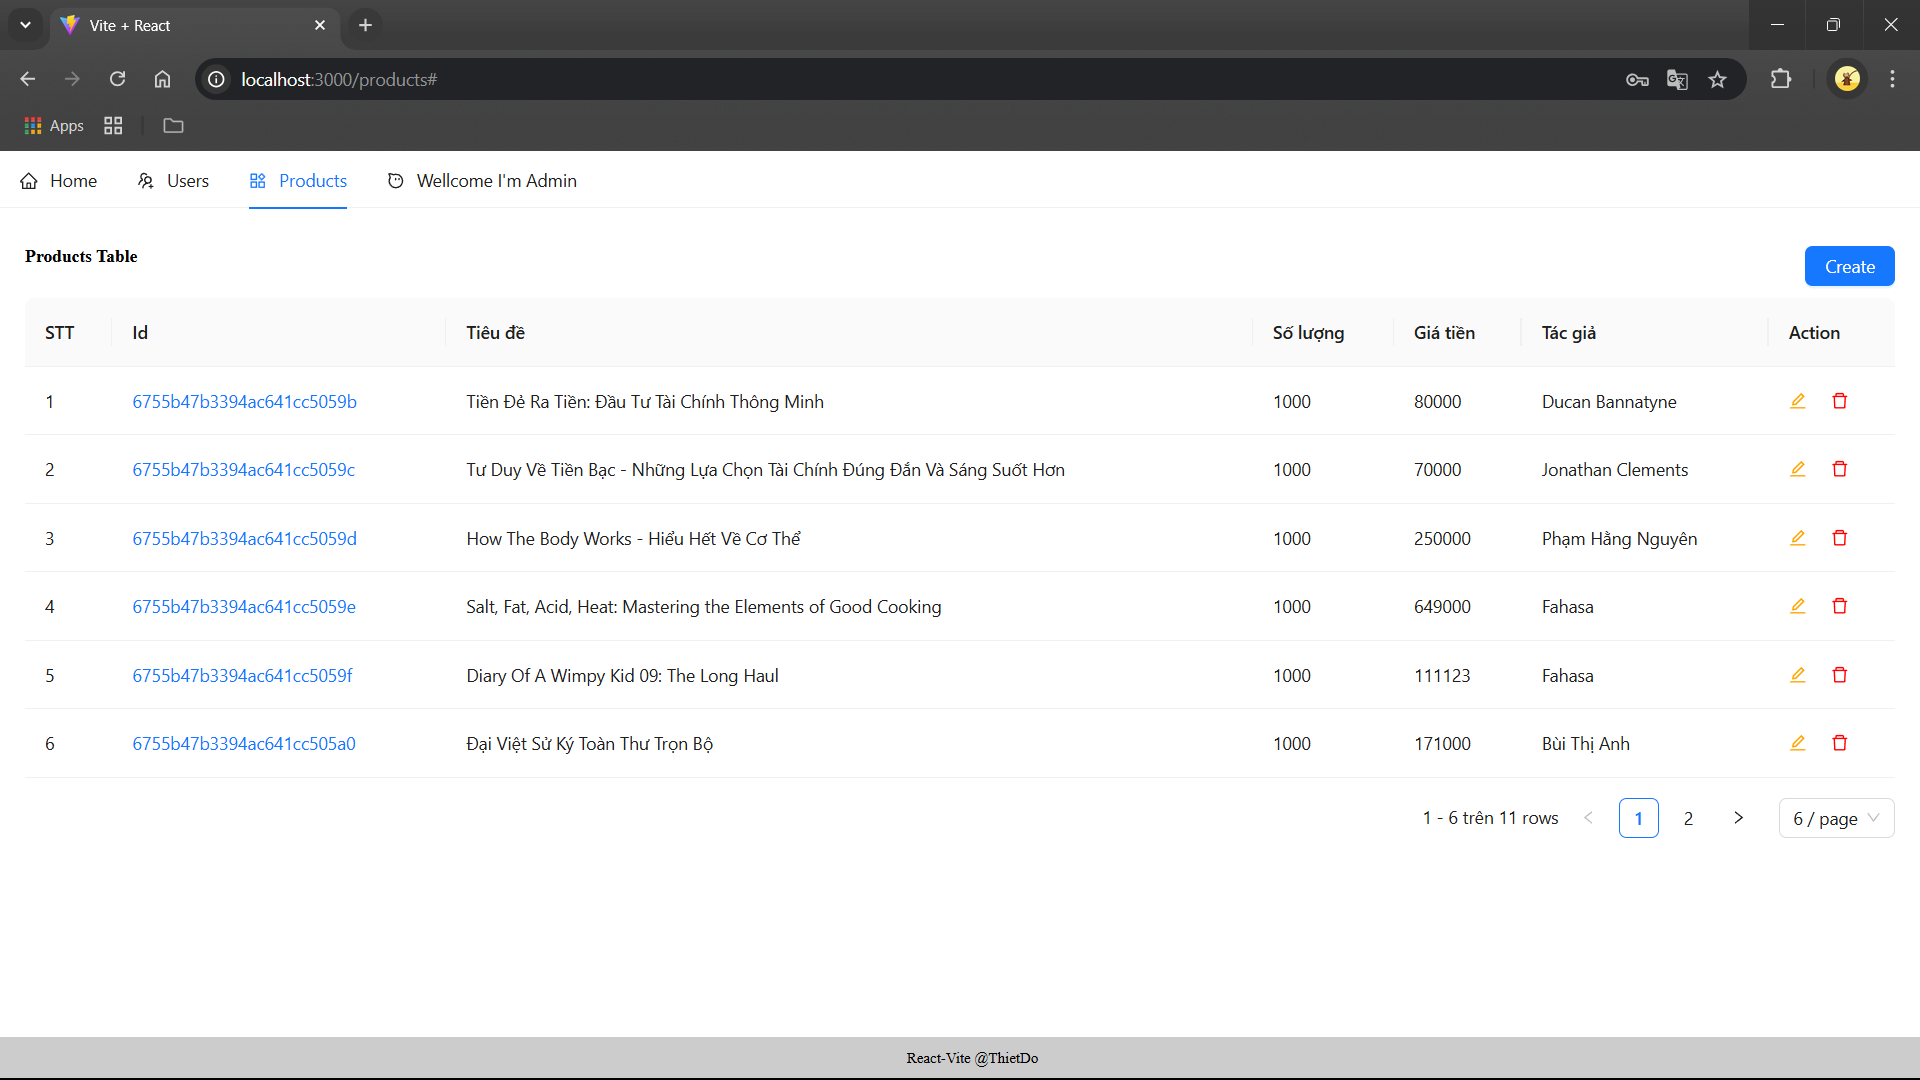 Vite + React
localhost:3000/products#
Apps
Home Users Products Wellcome I'm Admin
Products Table
Create
STT Id Tiêu đề Số lượng Giá tiền Tác giả Action
1 6755b47b3394ac641cc5059b Tiền Đẻ Ra Tiền: Đầu Tư Tài Chính Thông Minh 1000 80000 Ducan Bannatyne
2 6755b47b3394ac641cc5059c Tư Duy Về Tiền Bạc - Những Lựa Chọn Tài Chính Đúng Đắn Và Sáng Suốt Hơn 1000 70000 Jonathan Clements
3 6755b47b3394ac641cc5059d How The Body Works - Hiểu Hết Về Cơ Thể 1000 250000 Phạm Hằng Nguyên
4 6755b47b3394ac641cc5059e Salt, Fat, Acid, Heat: Mastering the Elements of Good Cooking 1000 649000 Fahasa
5 6755b47b3394ac641cc5059f Diary Of A Wimpy Kid 09: The Long Haul 1000 111123 Fahasa
6 6755b47b3394ac641cc505a0 Đại Việt Sử Ký Toàn Thư Trọn Bộ 1000 171000 Bùi Thị Anh
1 - 6 trên 11 rows 1 2 6 / page
React-Vite @ThietDo